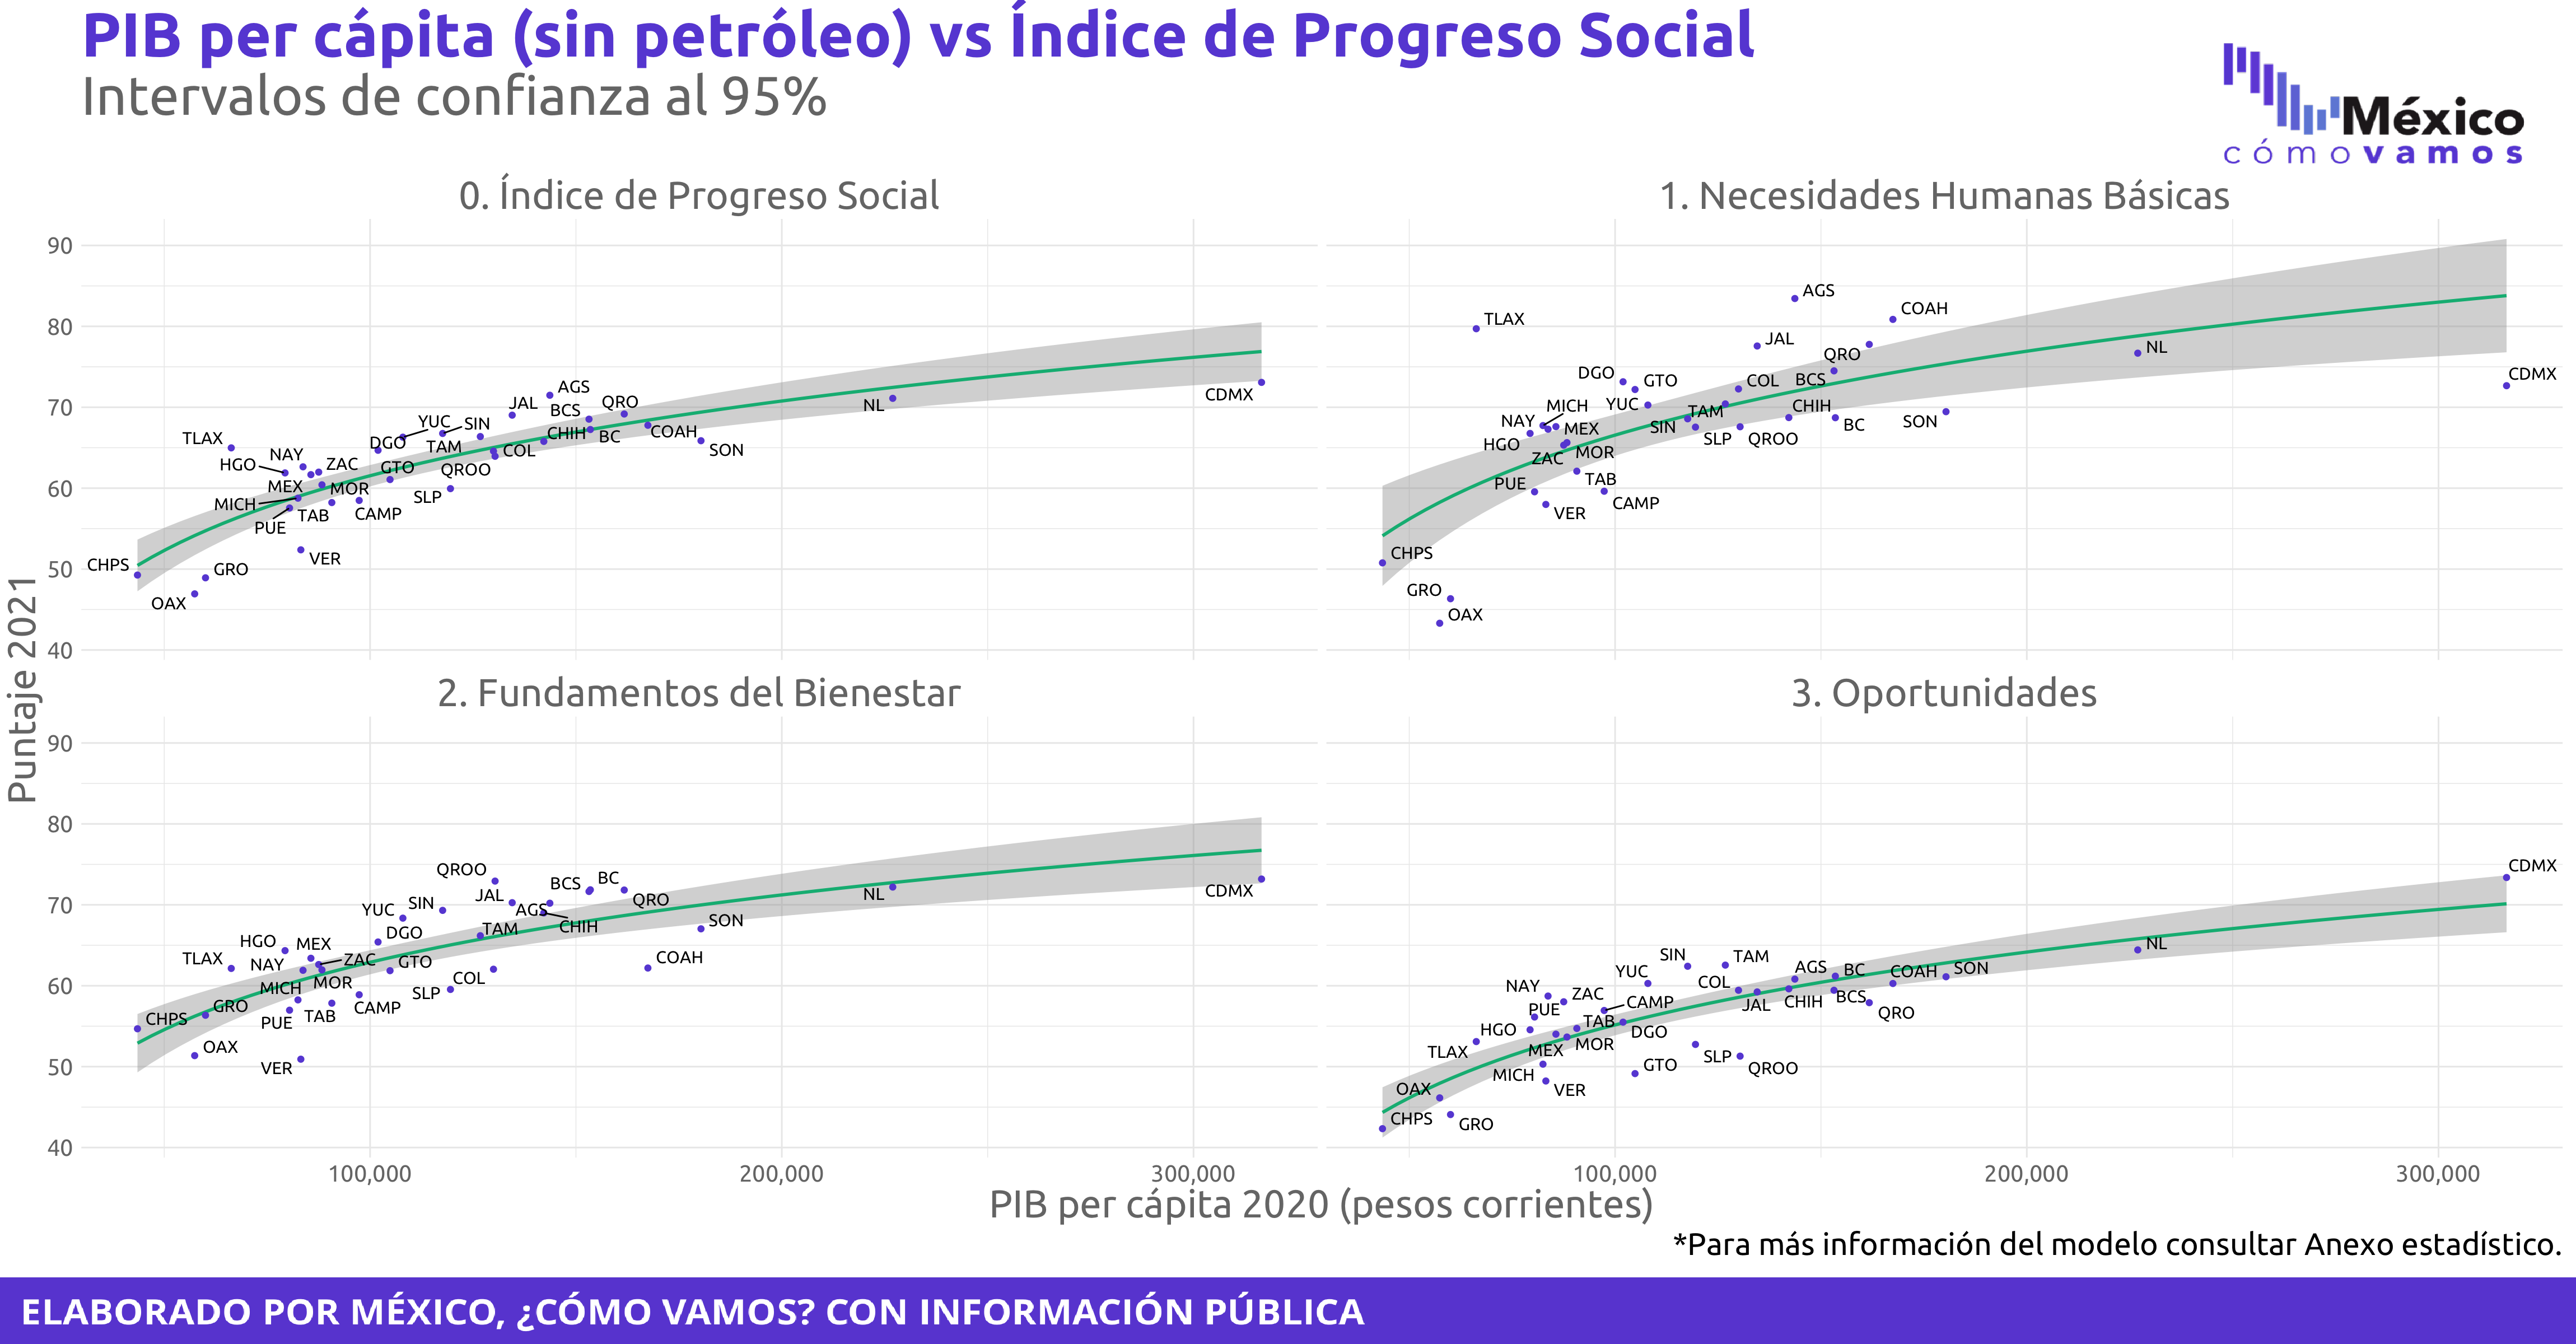 PIB per cápita (sin petróleo) vs Índice de Progreso Social
Intervalos de confianza al 95%
México
cómo vamos
0. Índice de Progreso Social
1. Necesidades Humanas Básicas
Puntaje 2021
90
80
70
60
50
40
CHPS
OAX
GRO
TLAX
HGO
NAY
ZAC
MEX
MICH
MOR
PUE
TAB
VER
CAMP
DGO
GTO
YUC
SIN
TAM
SLP
QROO
COL
JAL
AGS
CHIH
BCS
BC
QRO
COAH
SON
NL
CDMX
TLAX
AGS
COAH
JAL
QRO
NL
CDMX
DGO
GTO
COL
BCS
YUC
MICH
NAY
MEX
TAM
CHIH
SON
BC
SIN
SLP
QROO
HGO
ZAC
MOR
PUE
TAB
CAMP
VER
CHPS
GRO
OAX
2. Fundamentos del Bienestar
3. Oportunidades
90
80
70
60
50
40
QROO
BCS
BC
JAL
AGS
QRO
NL
CDMX
YUC
SIN
CHIH
SON
DGO
TAM
HGO
MEX
TLAX
NAY
ZAC
GTO
COAH
MICH
MOR
COL
SLP
CHPS
GRO
PUE
TAB
CAMP
OAX
VER
CDMX
NL
SIN
TAM
YUC
AGS
BC
COAH
SON
NAY
ZAC
COL
CAMP
JAL
CHIH
BCS
QRO
PUE
HGO
TAB
DGO
TLAX
MEX
MOR
MICH
VER
GTO
SLP
QROO
OAX
CHPS
GRO
100,000
200,000
300,000
100,000
200,000
300,000
PIB per cápita 2020 (pesos corrientes)
*Para más información del modelo consultar Anexo estadístico.
ELABORADO POR MÉXICO, ¿CÓMO VAMOS? CON INFORMACIÓN PÚBLICA